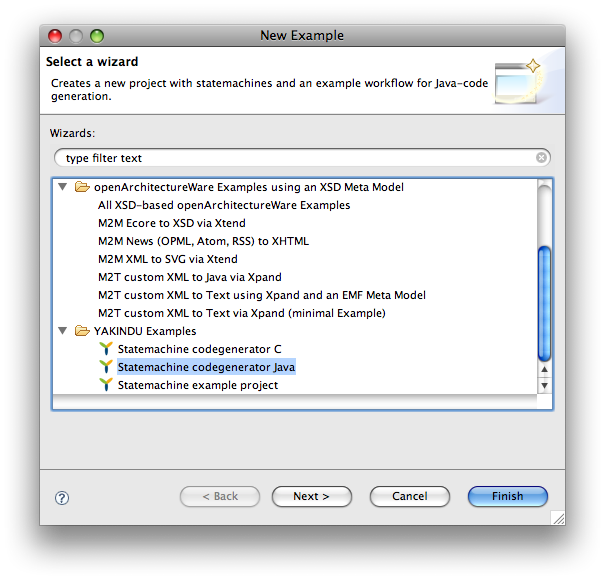 New Example
Select a wizard
Creates a new project with statemachines and an example workflow for Java-code
generation.
Wizards:
type filter text
openArchitectureWare Examples using an XSD Meta Model
All XSD-based openArchitectureWare Examples
M2M Ecore to XSD via Xtend
M2M News (OPML, Atom, RSS) to XHTML
M2M XML to SVG via Xtend
M2T custom XML to Java via Xpand
M2T custom XML to Text using Xpand and an EMF Meta Model
M2T custom XML to Text via Xpand (minimal Example)
YAKINDU Examples
Statemachine codegenerator C
Statemachine codegenerator Java
Statemachine example project
? < Back Next > Cancel Finish